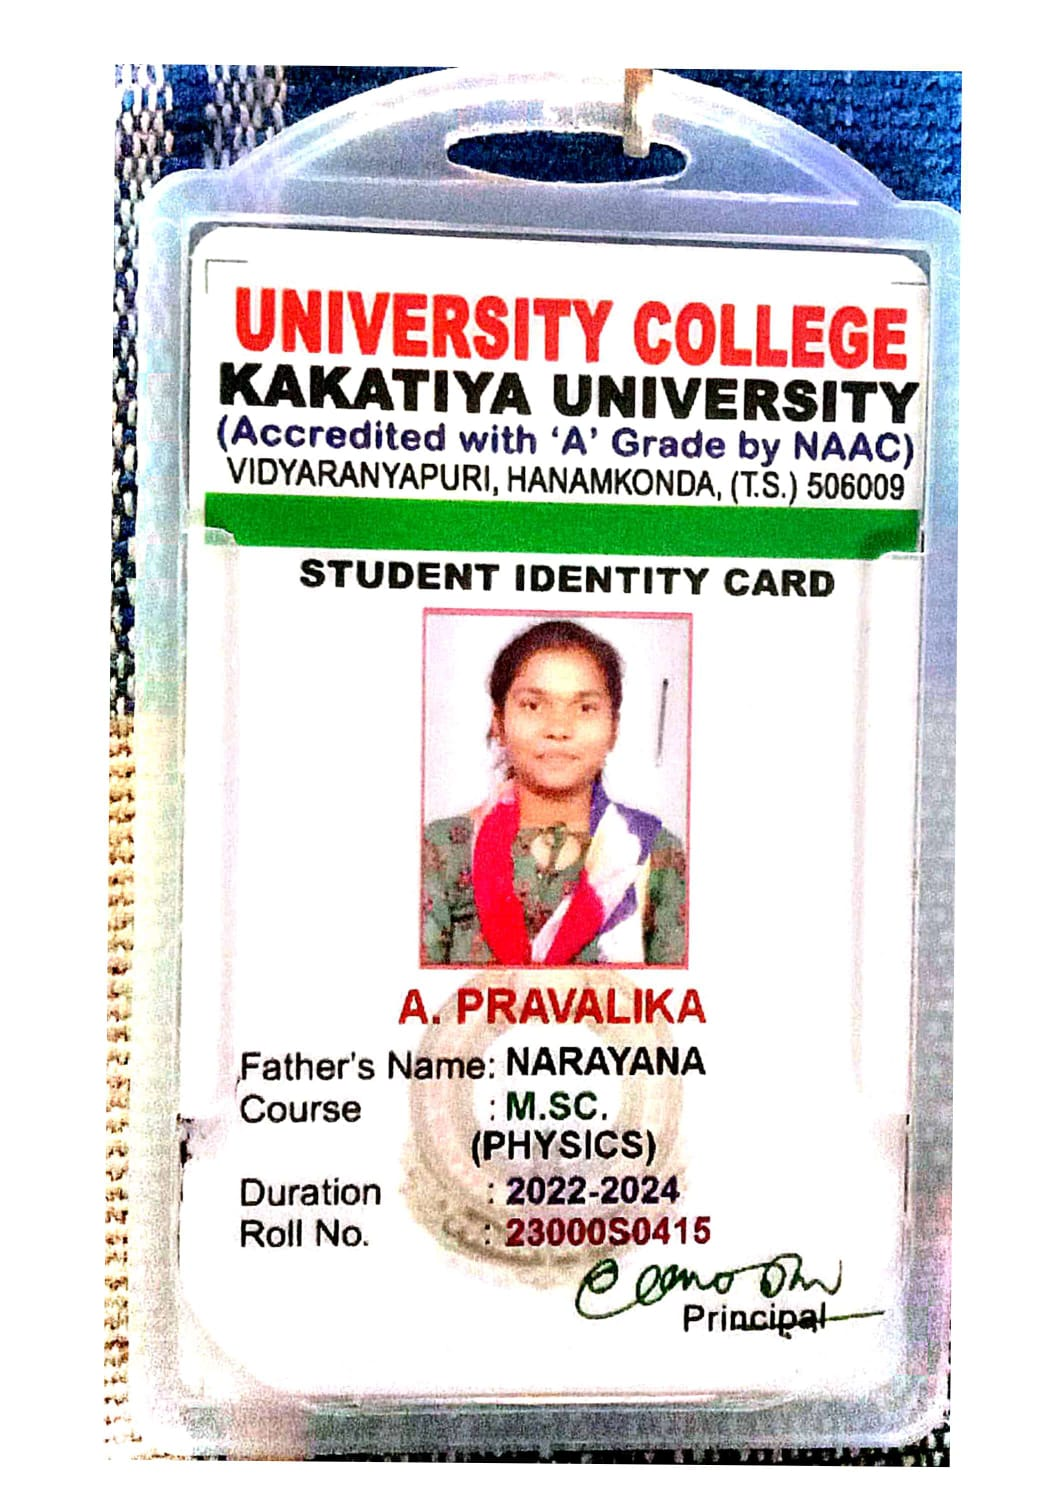 UNIVERSITY COLLEGE
KAKATIYA UNIVERSITY
(Accredited with ‘A’ Grade by NAAC)
VIDYARANYAPURI, HANAMKONDA, (T.S.) 506009
STUDENT IDENTITY CARD
A. PRAVALIKA
Father's Name: NARAYANA
Course : M.SC.
(PHYSICS)
Duration : 2022-2024
Roll No. : 23000S0415
Principal